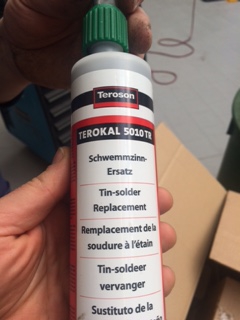 Teroson
TEROKAL 5010 TR
Schwemmzinn-
Ersatz
Tin-solder
Replacement
Remplacement de la
soudure à l'étain
Tin-soldeer
vervanger
Sustituto de la